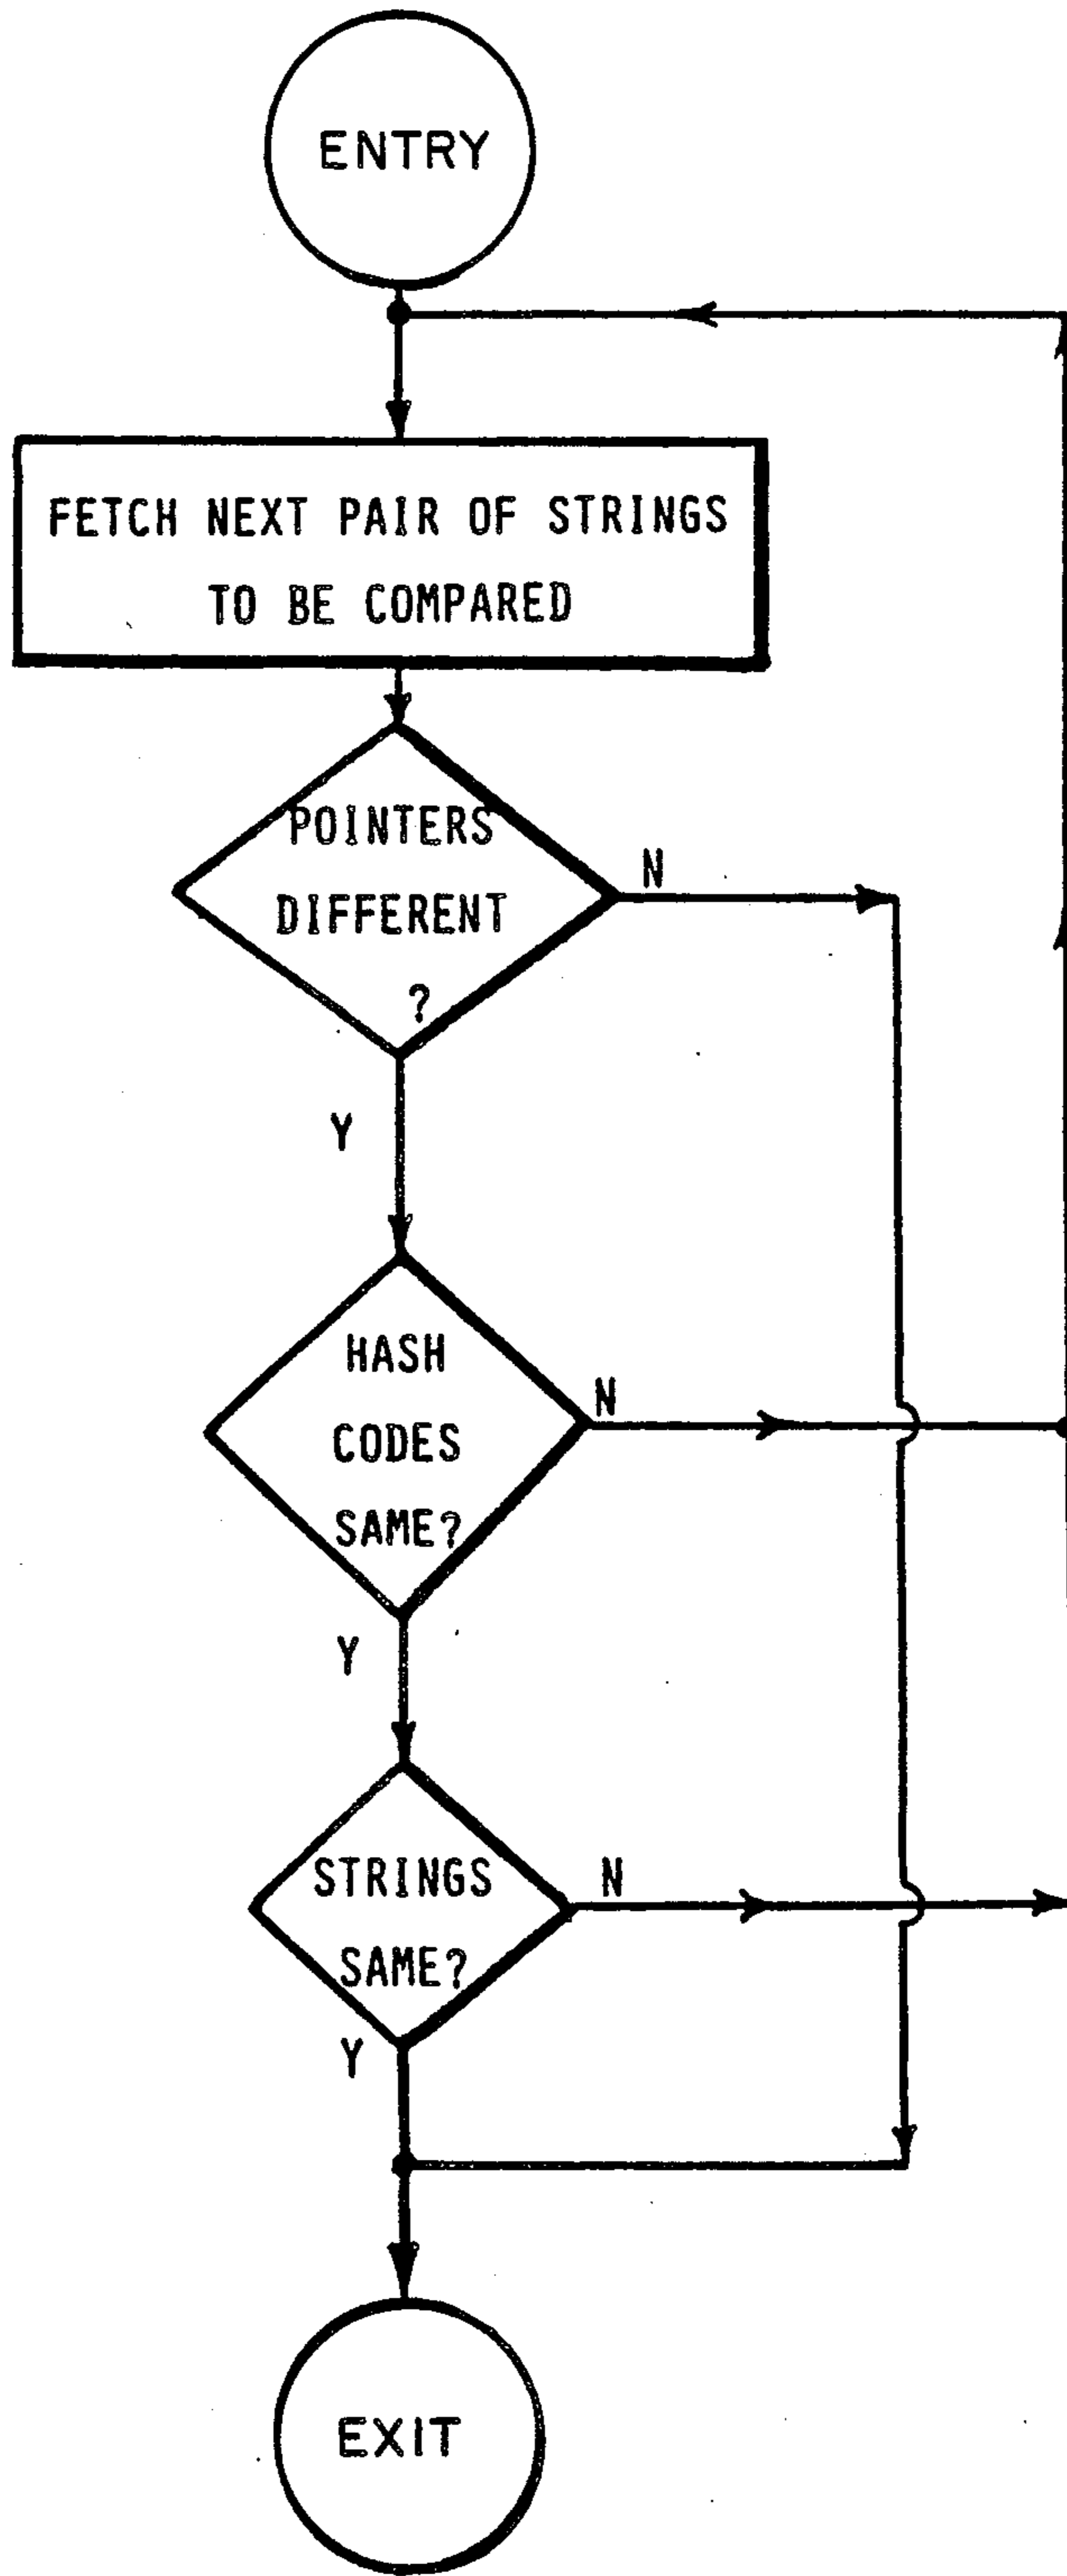 ENTRY
FETCH NEXT PAIR OF STRINGS
TO BE COMPARED
POINTERS
DIFFERENT
?
N
Y
HASH
CODES
SAME?
N
Y
STRINGS
SAME?
N
Y
EXIT